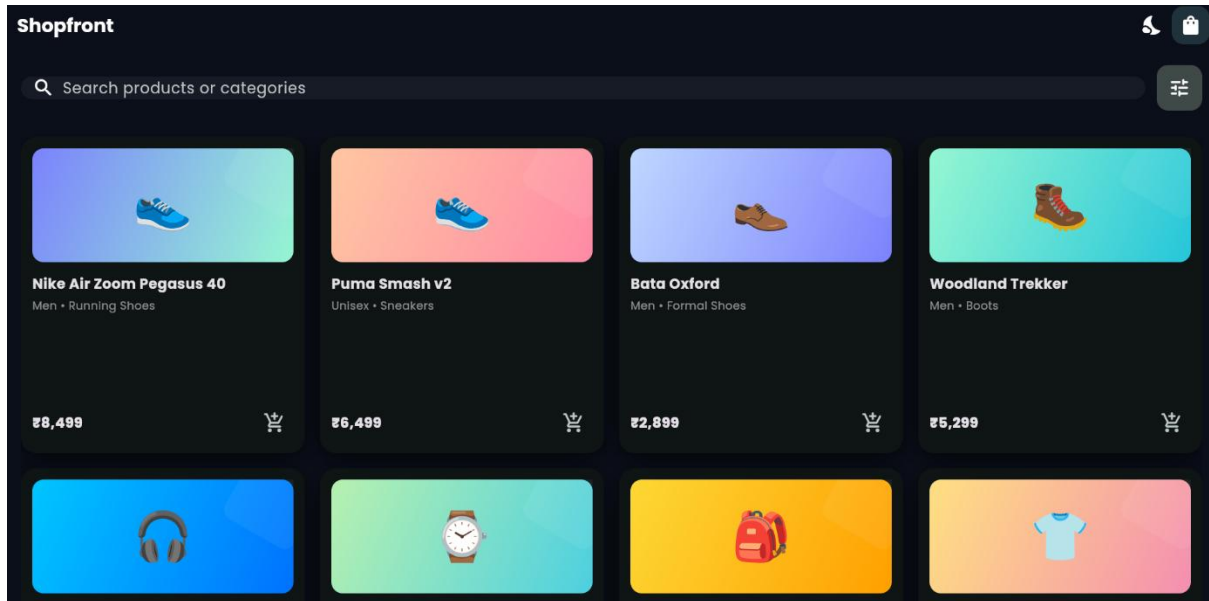 Shopfront
Search products or categories
Nike Air Zoom Pegasus 40
Men • Running Shoes
₹8,499
Puma Smash v2
Unisex • Sneakers
₹6,499
Bata Oxford
Men • Formal Shoes
₹2,899
Woodland Trekker
Men • Boots
₹5,299